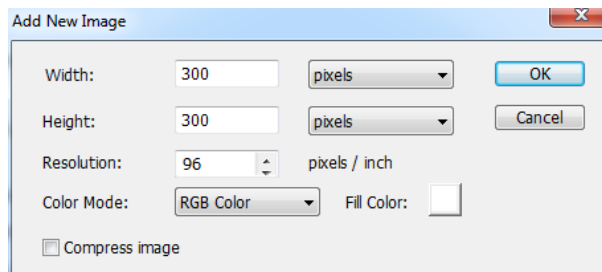 Add New Image
Width: 300 pixels OK
Height: 300 pixels Cancel
Resolution: 96 pixels / inch
Color Mode: RGB Color Fill Color:
Compress image